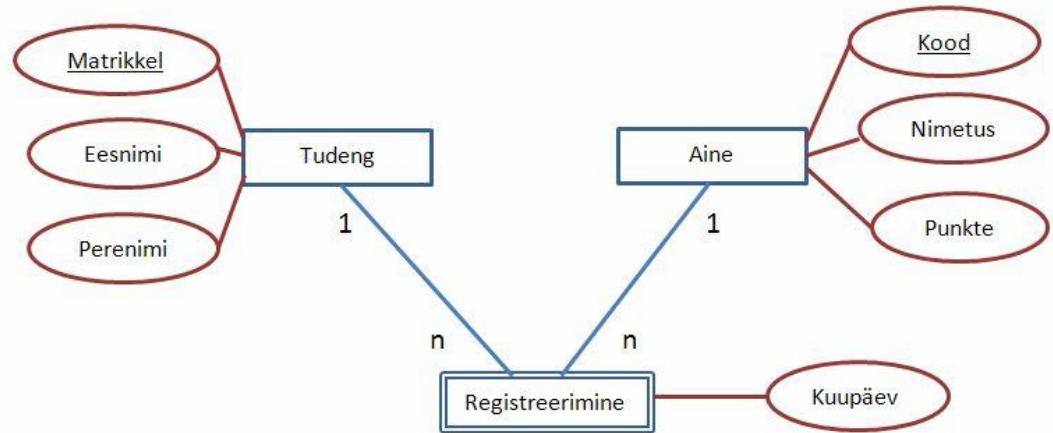 Matrikkel
Eesnimi
Perenimi
Tudeng
Aine
Kood
Nimetus
Punkte
1
1
n
n
Registreerimine
Kuupäev